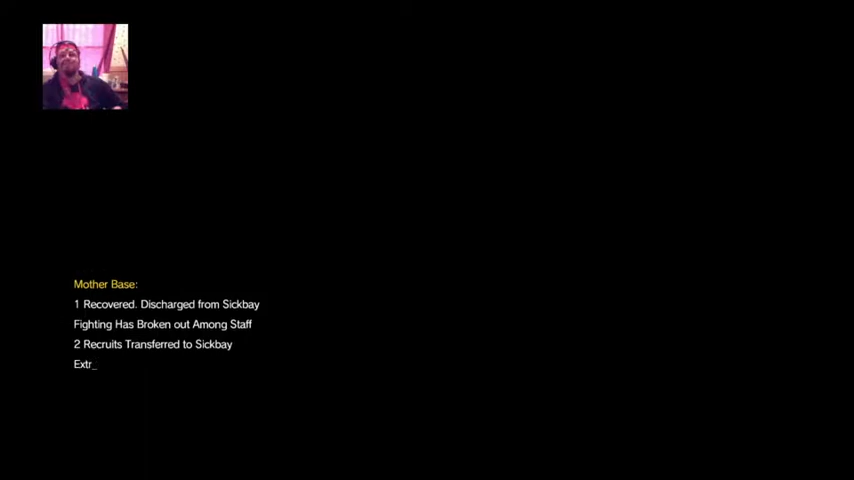 Mother Base:
1 Recovered. Discharged from Sickbay
Fighting Has Broken out Among Staff
2 Recruits Transferred to Sickbay
Extr_